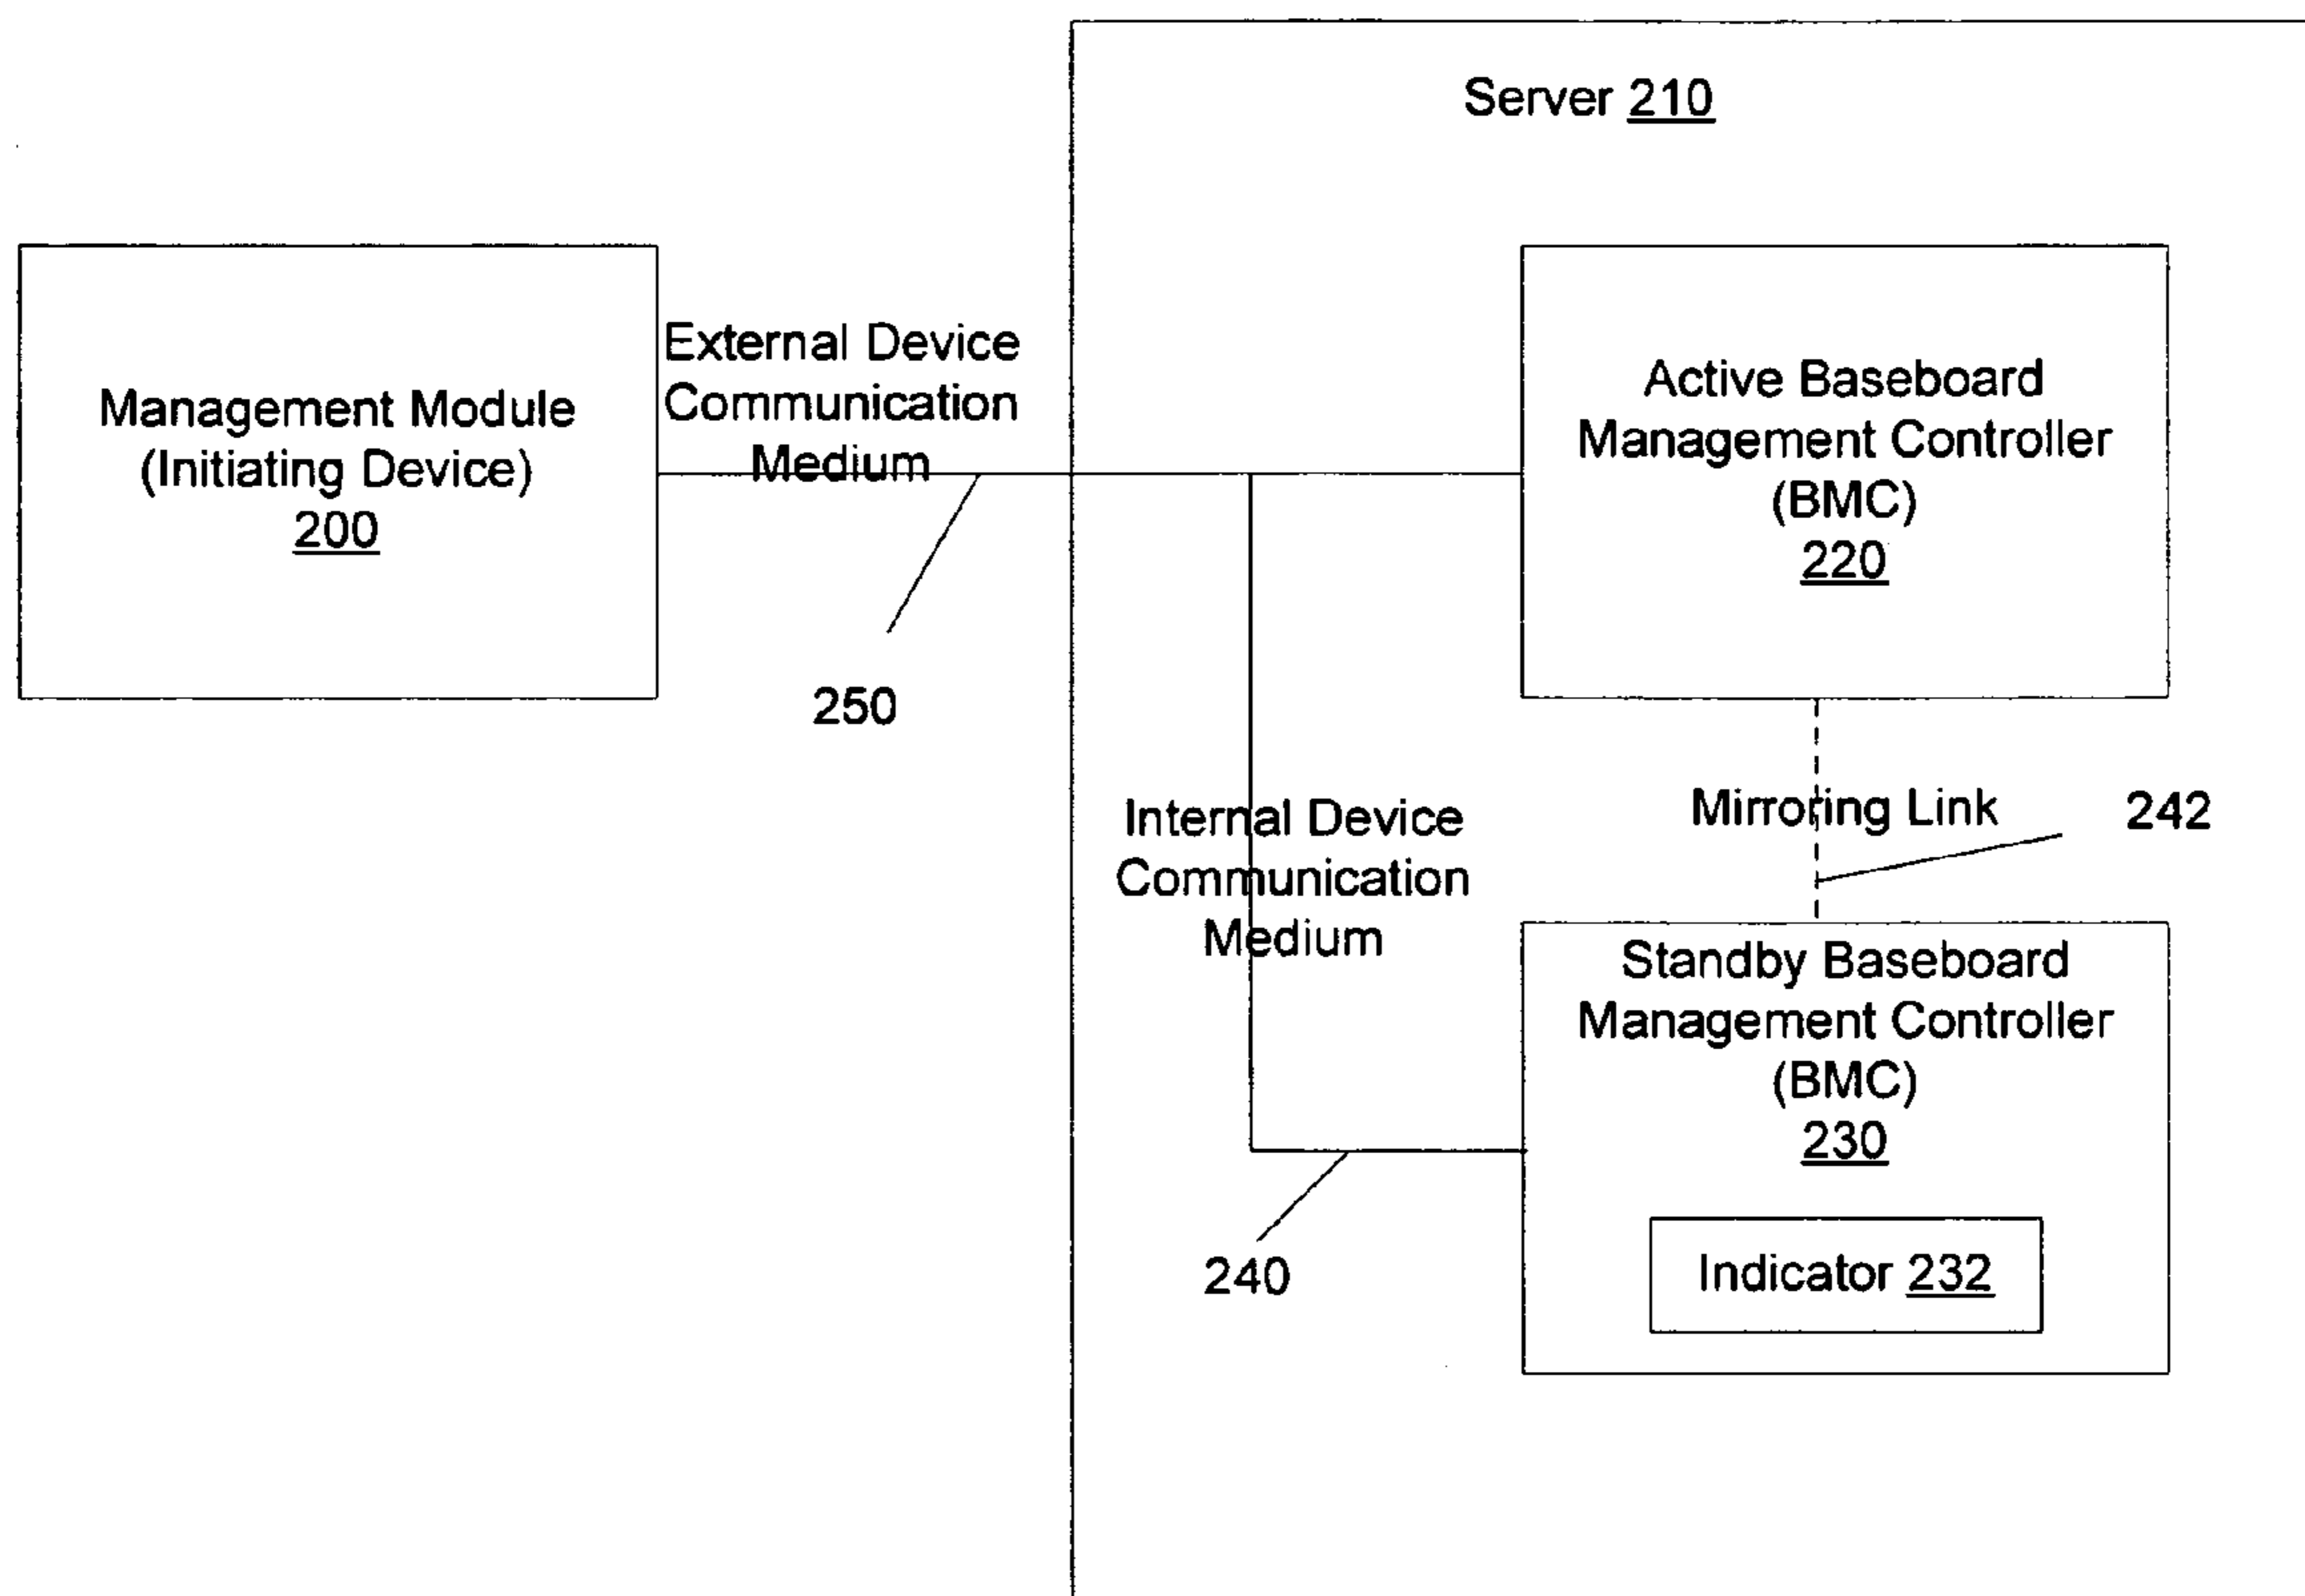 Server 210
Management Module
(Initiating Device)
200
External Device
Communication
Medium
250
Active Baseboard
Management Controller
(BMC)
220
Mirroring Link
242
Internal Device
Communication
Medium
240
Standby Baseboard
Management Controller
(BMC)
230
Indicator 232